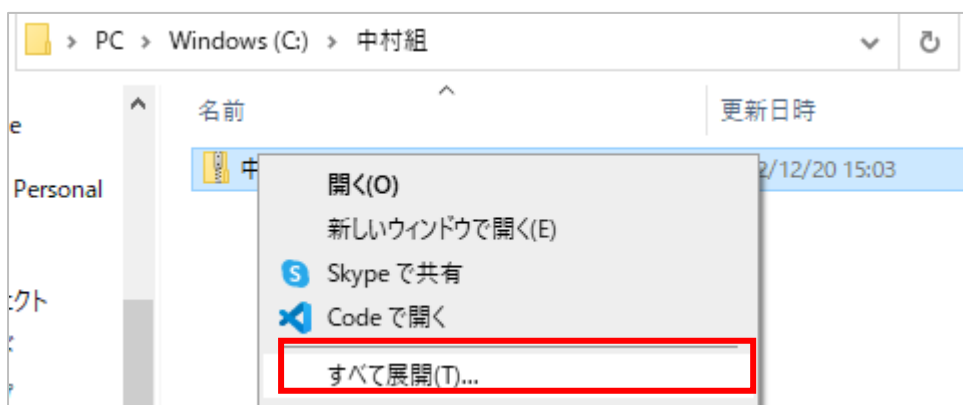 PC > Windows (C:) > 中村組
名前 更新日時
e
中 2/12/20 15:03
Personal
開く(O)
新しいウィンドウで開く(E)
Skype で共有
Code で開く
ェクト
すべて展開(T)...